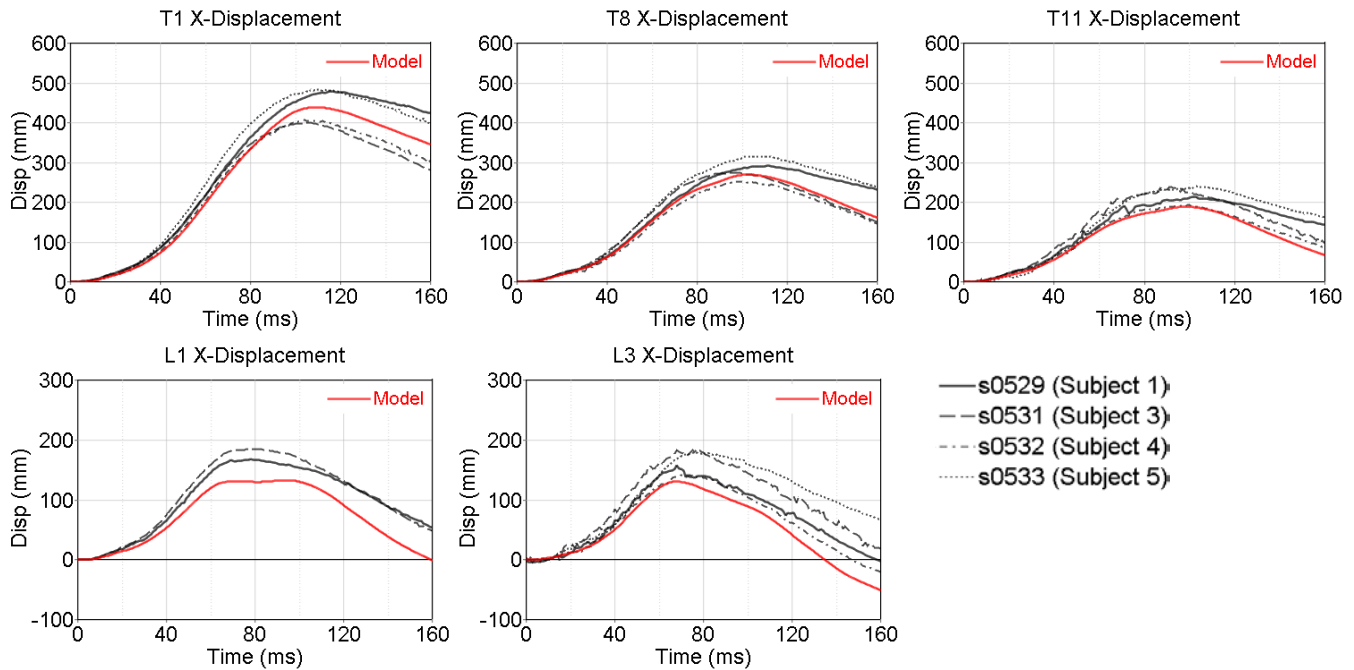 T1 X-Displacement
Model
600
500
400
300
200
100
0
Disp (mm)
0 40 80 120 160
Time (ms)
T8 X-Displacement
Model
600
500
400
300
200
100
0
Disp (mm)
0 40 80 120 160
Time (ms)
T11 X-Displacement
Model
600
500
400
300
200
100
0
Disp (mm)
0 40 80 120 160
Time (ms)
L1 X-Displacement
Model
300
200
100
0
-100
Disp (mm)
0 40 80 120 160
Time (ms)
L3 X-Displacement
Model
300
200
100
0
-100
Disp (mm)
0 40 80 120 160
Time (ms)
s0529 (Subject 1)
s0531 (Subject 3)
s0532 (Subject 4)
s0533 (Subject 5)